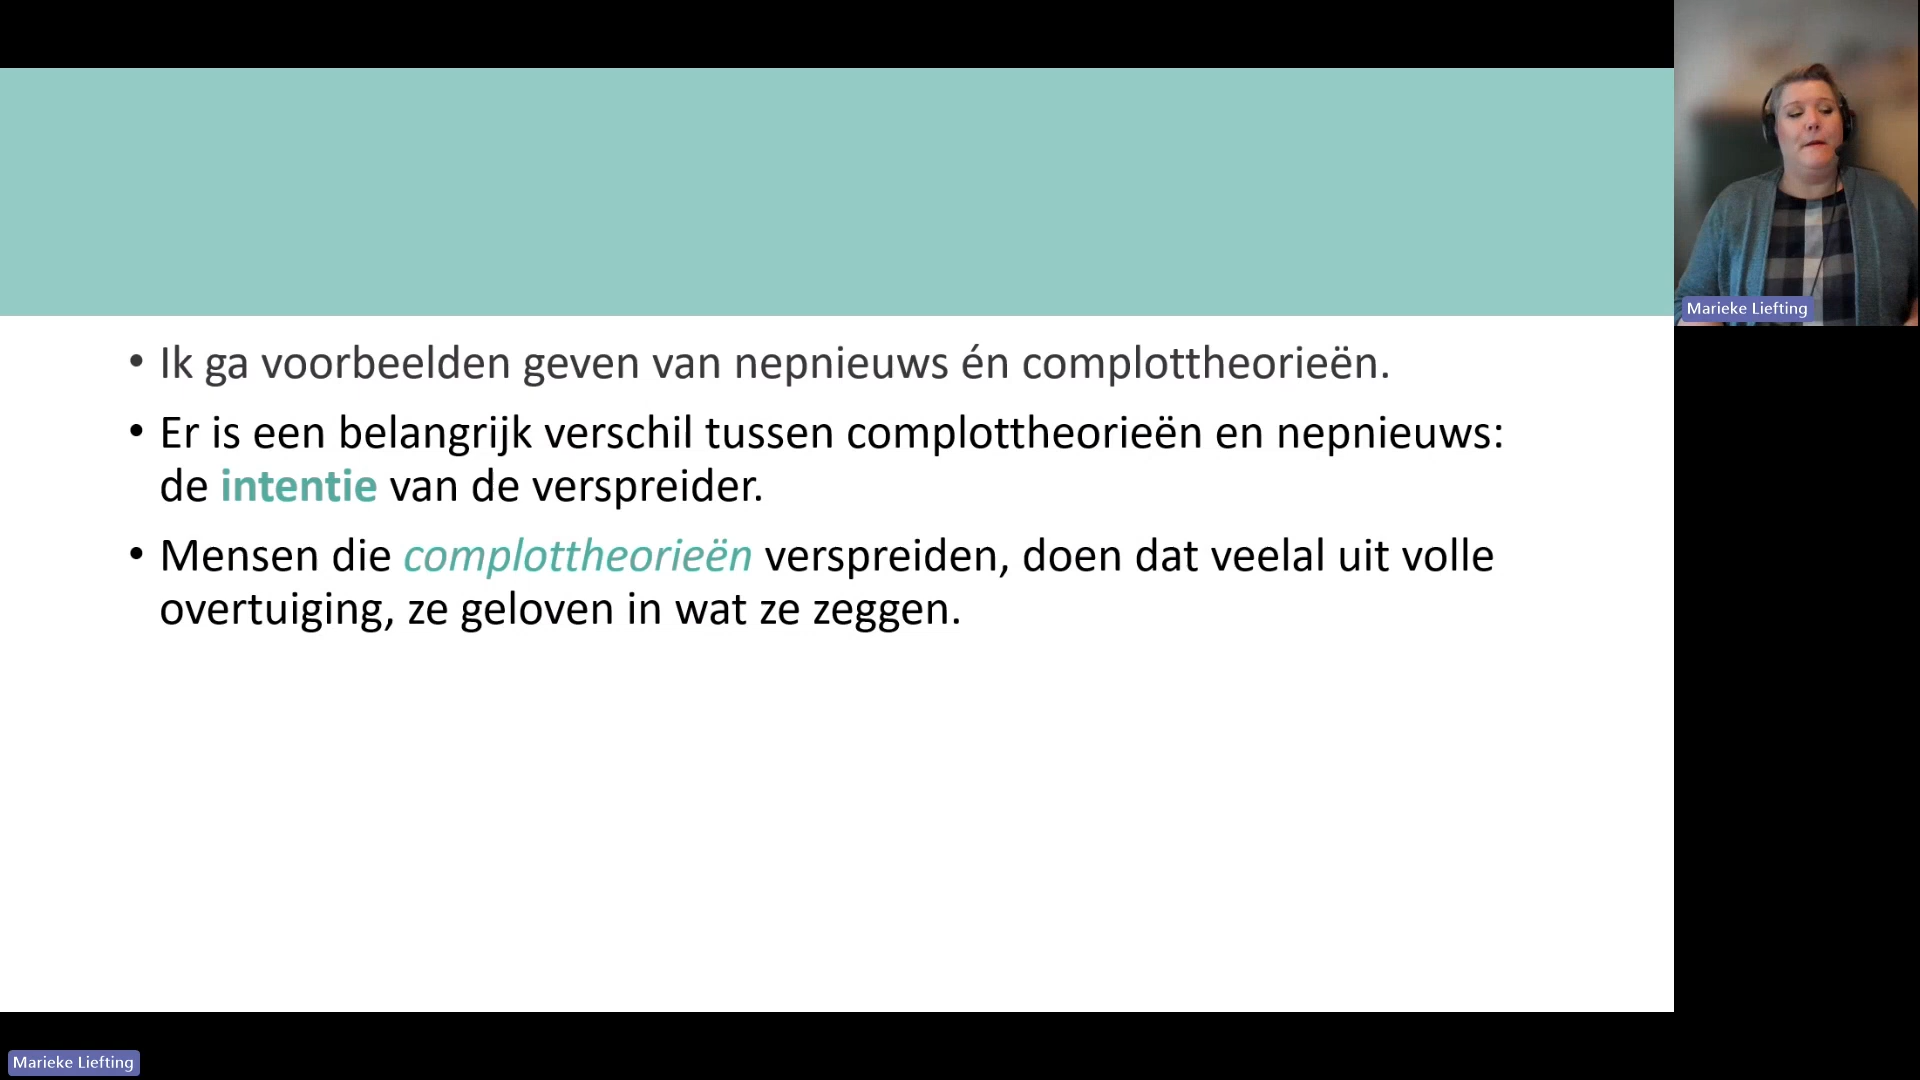 • Ik ga voorbeelden geven van nepnieuws én complottheorieën.
• Er is een belangrijk verschil tussen complottheorieën en nepnieuws:
de intentie van de verspreider.
• Mensen die complottheorieën verspreiden, doen dat veelal uit volle
overtuiging, ze geloven in wat ze zeggen.
Marieke Liefting
Marieke Liefting